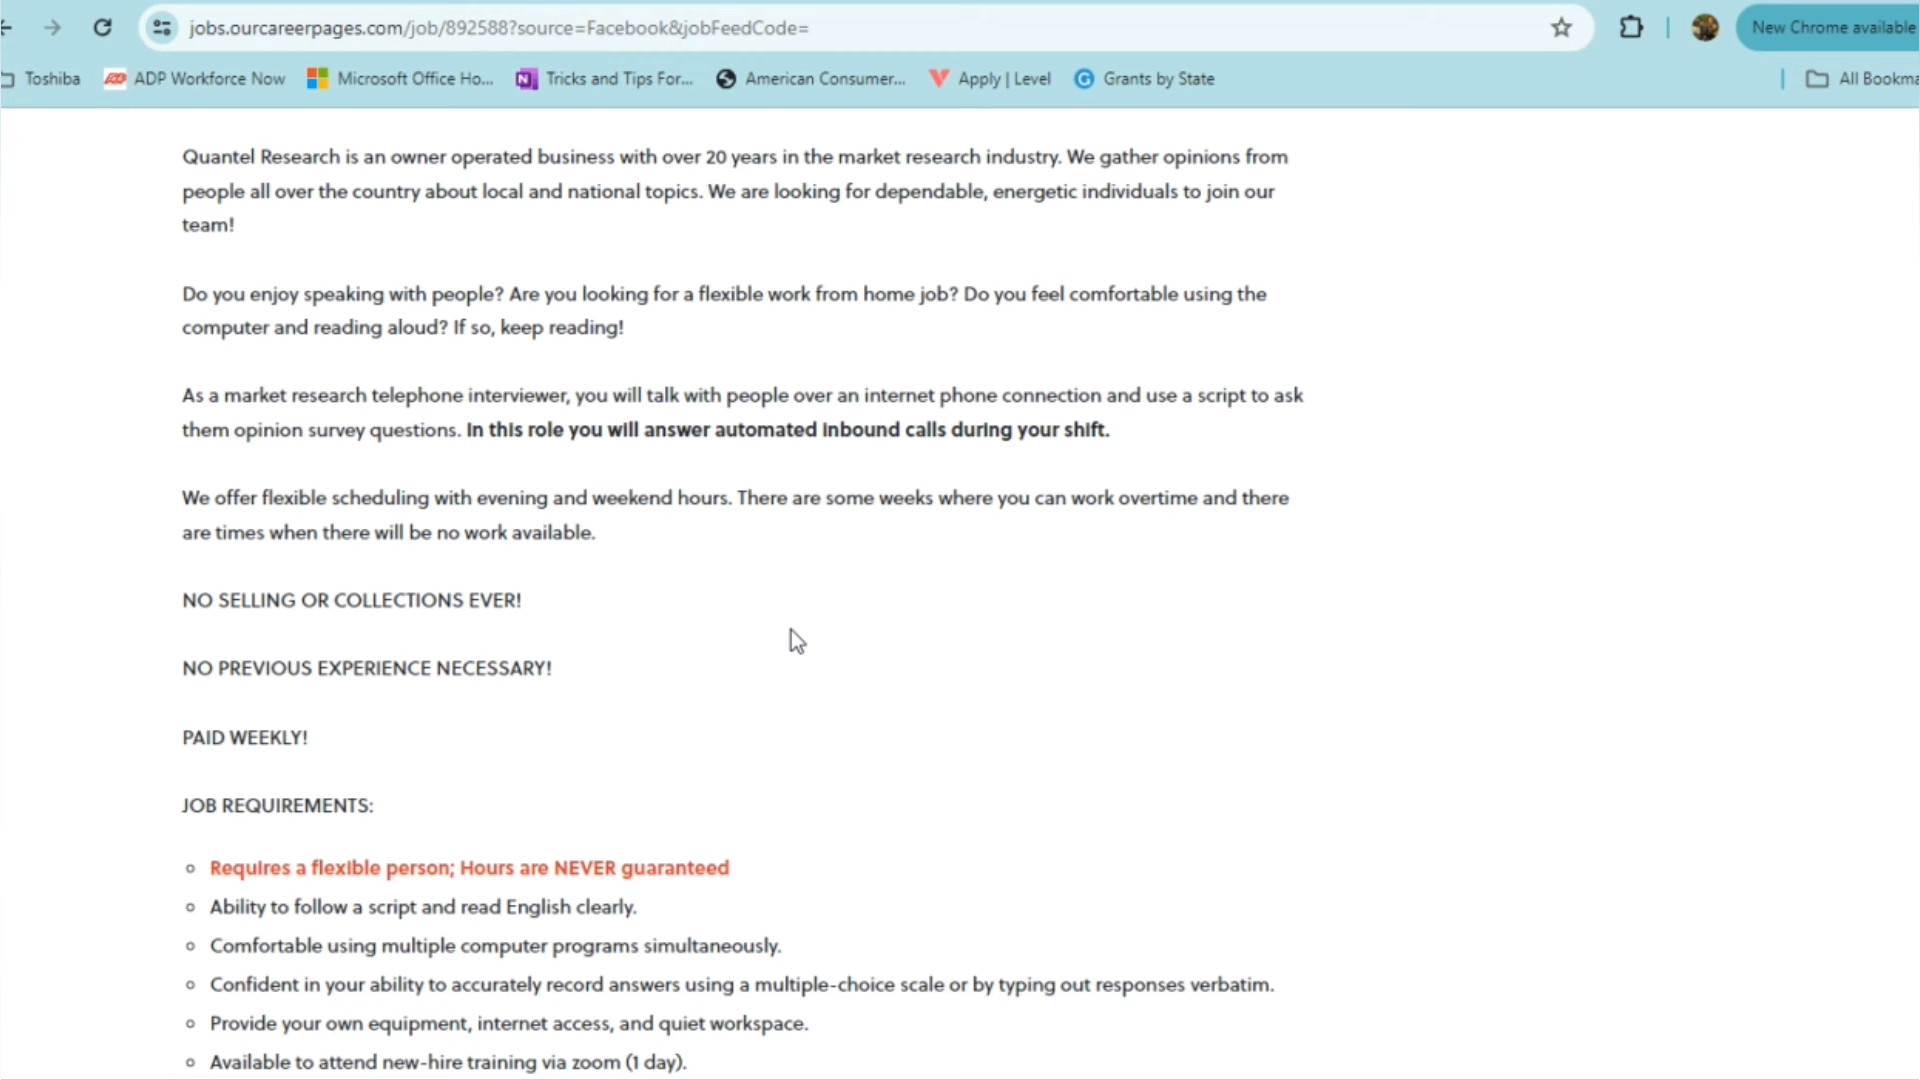 jobs.ourcareerpages.com/job/892588?source=Facebook&jobFeedCode=
New Chrome available
Toshiba ADP Workforce Now Microsoft Office Ho... Tricks and Tips For... American Consumer... Apply | Level Grants by State All Bookma
Quantel Research is an owner operated business with over 20 years in the market research industry. We gather opinions from
people all over the country about local and national topics. We are looking for dependable, energetic individuals to join our
team!
Do you enjoy speaking with people? Are you looking for a flexible work from home job? Do you feel comfortable using the
computer and reading aloud? If so, keep reading!
As a market research telephone interviewer, you will talk with people over an internet phone connection and use a script to ask
them opinion survey questions. In this role you will answer automated inbound calls during your shift.
We offer flexible scheduling with evening and weekend hours. There are some weeks where you can work overtime and there
are times when there will be no work available.
NO SELLING OR COLLECTIONS EVER!
NO PREVIOUS EXPERIENCE NECESSARY!
PAID WEEKLY!
JOB REQUIREMENTS:
Requires a flexible person; Hours are NEVER guaranteed
Ability to follow a script and read English clearly.
Comfortable using multiple computer programs simultaneously.
Confident in your ability to accurately record answers using a multiple-choice scale or by typing out responses verbatim.
Provide your own equipment, internet access, and quiet workspace.
Available to attend new-hire training via zoom (1 day).